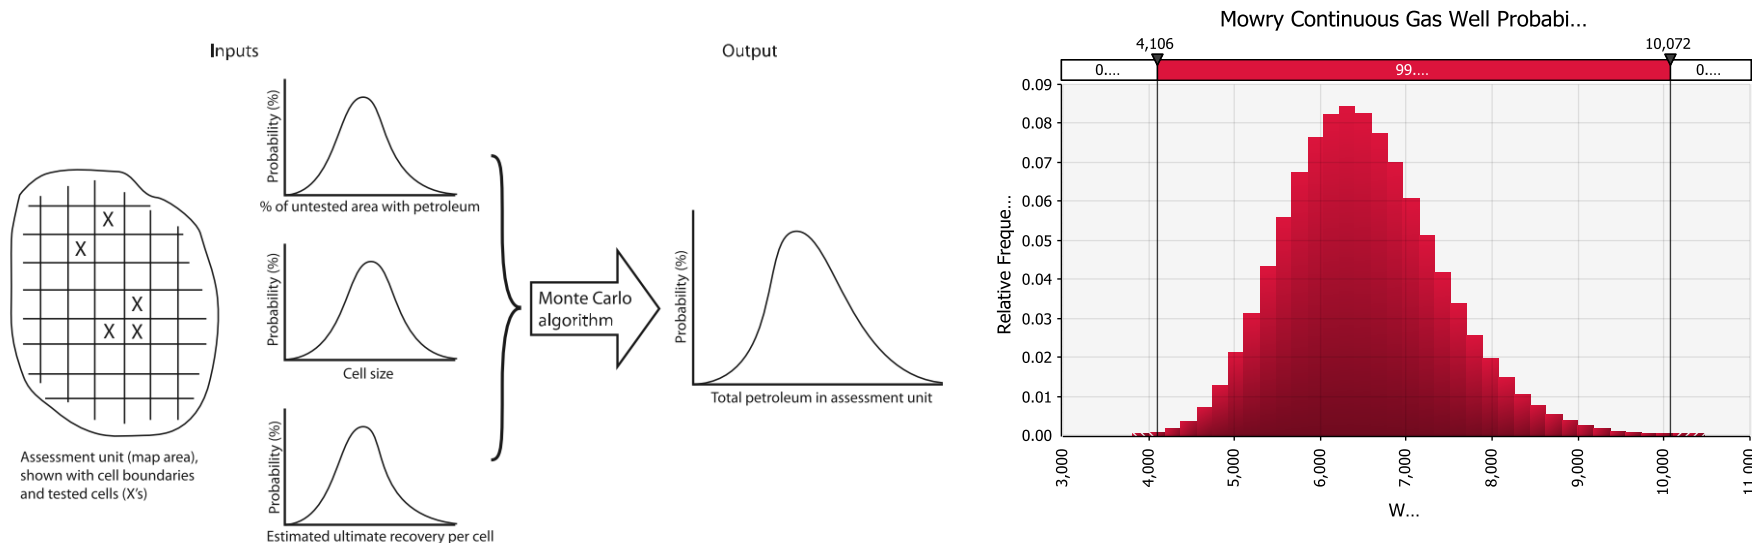 Inputs
Output
Probability (%)
% of untested area with petroleum
Probability (%)
Cell size
Probability (%)
Estimated ultimate recovery per cell
X
X
X
X X
Assessment unit (map area),
shown with cell boundaries
and tested cells (X's)
Monte Carlo
algorithm
Probability (%)
Total petroleum in assessment unit
Mowry Continuous Gas Well Probabi...
4,106
10,072
0....
99....
0....
Relative Freque...
0.09
0.08
0.07
0.06
0.05
0.04
0.03
0.02
0.01
0.00
3,000
4,000
5,000
6,000
7,000
8,000
9,000
10,000
W...